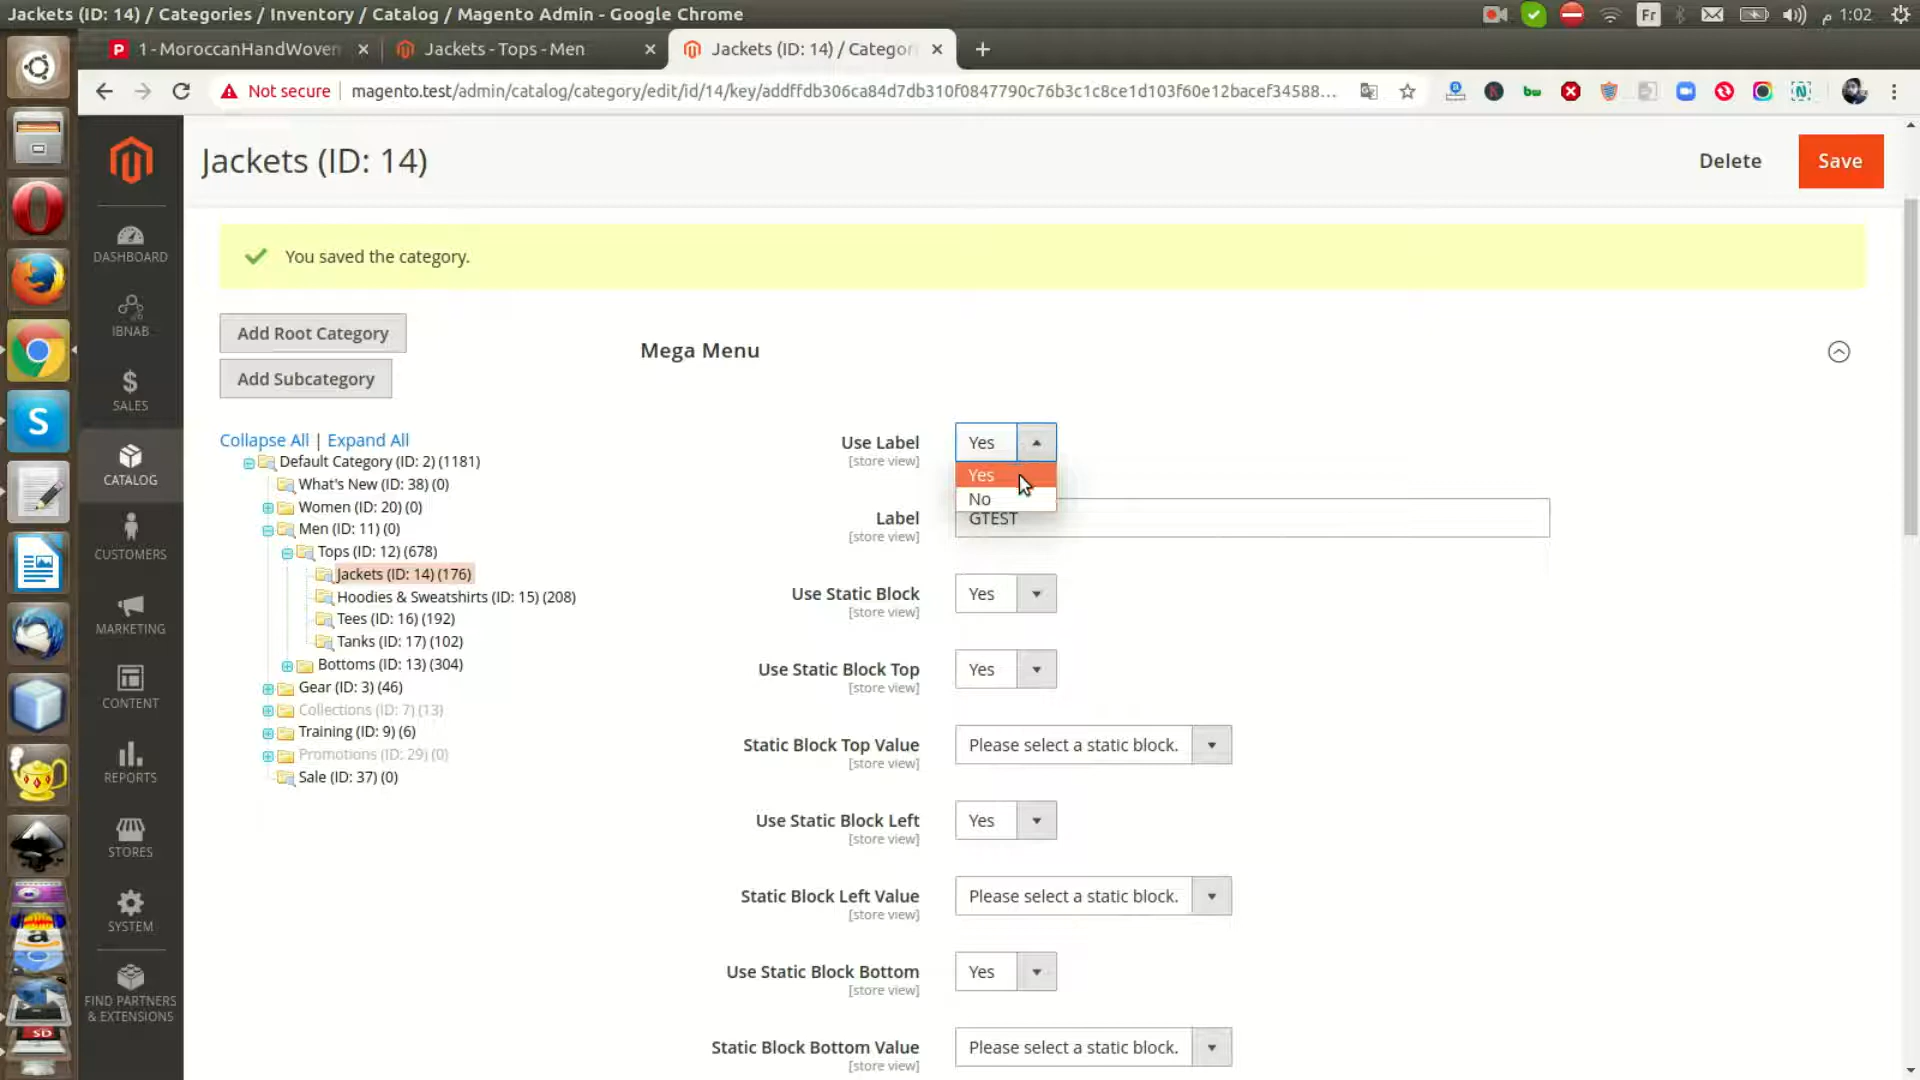 Jackets (ID: 14) / Categories / Inventory / Catalog / Magento Admin - Google Chrome
Fr
م 1:02
1 - MoroccanHandWoven
Jackets - Tops - Men
Jackets (ID: 14) / Categor
Not secure
magento.test/admin/catalog/category/edit/id/14/key/addffdb306ca84d7db310f0847790c76b3c1c8ce1d103f60e12bacef34588...
Jackets (ID: 14)
Delete
Save
You saved the category.
DASHBOARD
IBNAB
SALES
CATALOG
CUSTOMERS
MARKETING
CONTENT
REPORTS
STORES
SYSTEM
FIND PARTNERS
& EXTENSIONS
Add Root Category
Add Subcategory
Collapse All | Expand All
Default Category (ID: 2) (1181)
What's New (ID: 38) (0)
Women (ID: 20) (0)
Men (ID: 11) (0)
Tops (ID: 12) (678)
Jackets (ID: 14) (176)
Hoodies & Sweatshirts (ID: 15) (208)
Tees (ID: 16) (192)
Tanks (ID: 17) (102)
Bottoms (ID: 13) (304)
Gear (ID: 3) (46)
Collections (ID: 7) (13)
Training (ID: 9) (6)
Promotions (ID: 29) (0)
Sale (ID: 37) (0)
Mega Menu
Use Label
[store view]
Yes
Yes
No
Label
[store view]
GTEST
Use Static Block
[store view]
Yes
Use Static Block Top
[store view]
Yes
Static Block Top Value
[store view]
Please select a static block.
Use Static Block Left
[store view]
Yes
Static Block Left Value
[store view]
Please select a static block.
Use Static Block Bottom
[store view]
Yes
Static Block Bottom Value
[store view]
Please select a static block.